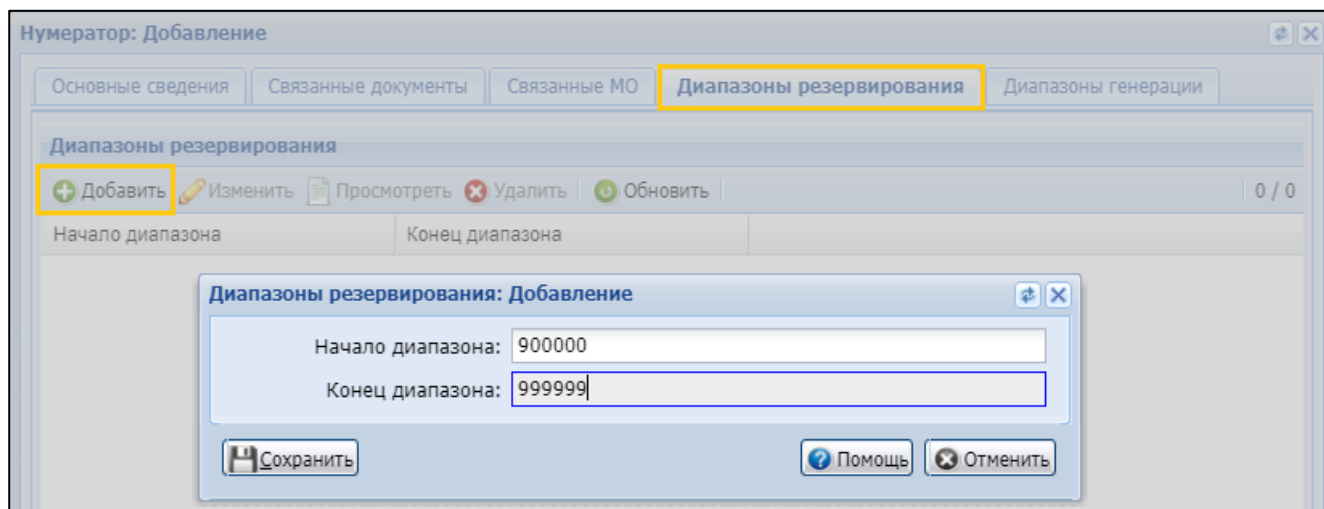 Нумератор: Добавление
Основные сведения Связанные документы Связанные МО Диапазоны резервирования Диапазоны генерации
Диапазоны резервирования
Добавить Изменить Просмотреть Удалить Обновить 0 / 0
Начало диапазона Конец диапазона
Диапазоны резервирования: Добавление
Начало диапазона: 900000
Конец диапазона: 999999
Сохранить Помощь Отменить